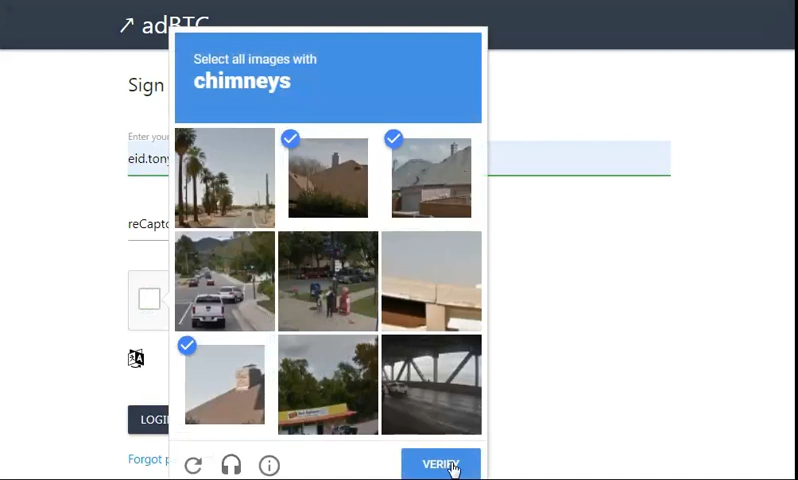 ↗ adBTC
Select all images with
chimneys
Sign
Enter your
eid.tony
reCaptc
LOGI
Forgot p
VERIFY